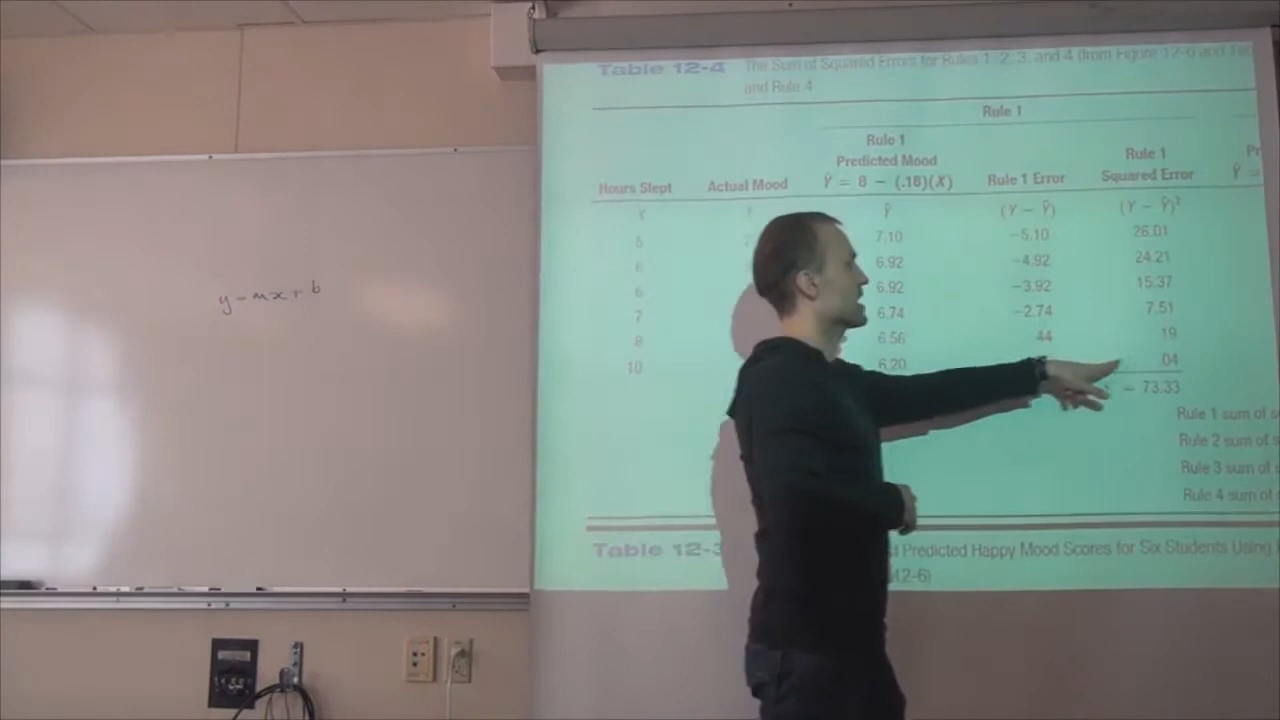 y = mx + b
Table 12-4 The Sum of Squared Errors for Rules 1, 2, 3, and 4 (from Figure 12-6 and
and Rule 4
Rule 1
Rule 1 Predicted Mood Rule 1 Squared Error
Hours Slept Actual Mood Ŷ = 8 − (.18)(X) Rule 1 Error
Ŷ (Y − Ŷ) (Y − Ŷ)²
5 7.10 −5.10 26.01
6 6.92 −4.92 24.21
6 6.92 −3.92 15.37
7 6.74 −2.74 7.51
8 6.56 44 19
10 6.20 04
= 73.33
Rule 1 sum of
Rule 2 sum of
Rule 3 sum of
Rule 4 sum of
Table 12-3 Predicted Happy Mood Scores for Six Students Using
12-6)